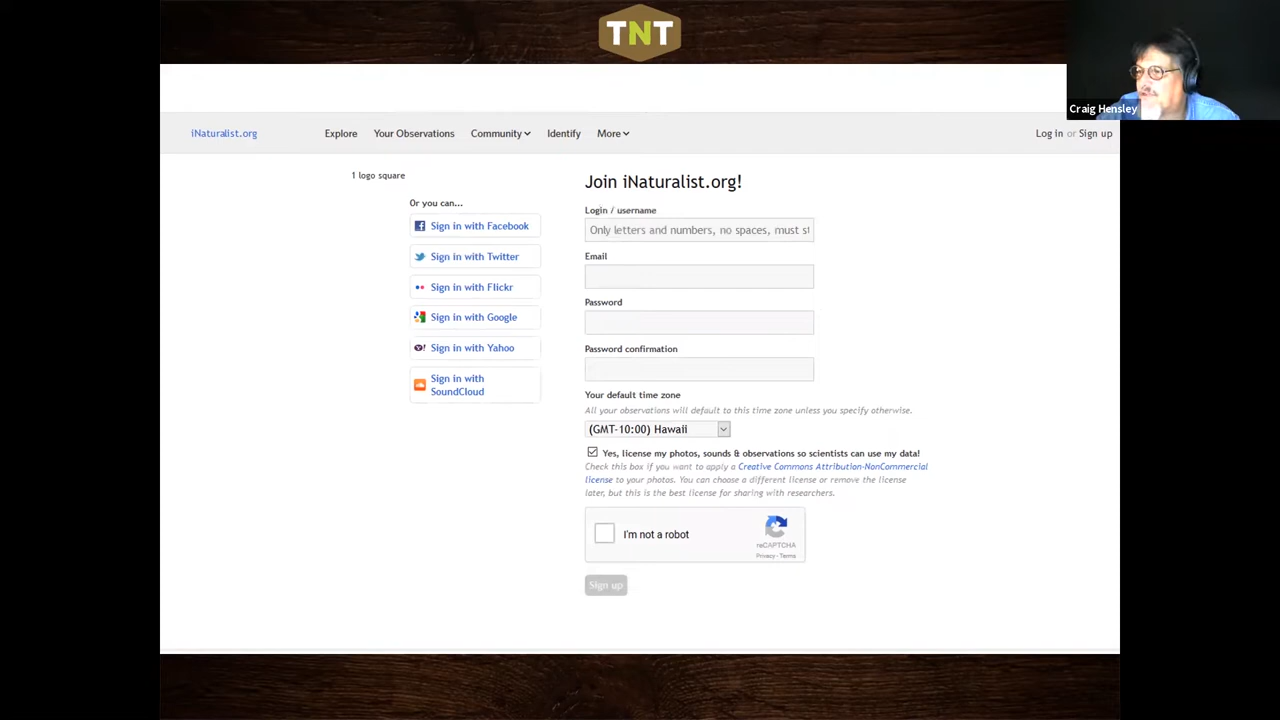 TNT
Craig Hensley
iNaturalist.org Explore Your Observations Community Identify More Log in or Sign up
1 logo square
Or you can...
Sign in with Facebook
Sign in with Twitter
Sign in with Flickr
Sign in with Google
Sign in with Yahoo
Sign in with
SoundCloud
Join iNaturalist.org!
Login / username
Only letters and numbers, no spaces, must st
Email
Password
Password confirmation
Your default time zone
All your observations will default to this time zone unless you specify otherwise.
(GMT-10:00) Hawaii
Yes, license my photos, sounds & observations so scientists can use my data!
Check this box if you want to apply a Creative Commons Attribution-NonCommercial
license to your photos. You can choose a different license or remove the license
later, but this is the best license for sharing with researchers.
I'm not a robot
reCAPTCHA
Privacy - Terms
Sign up